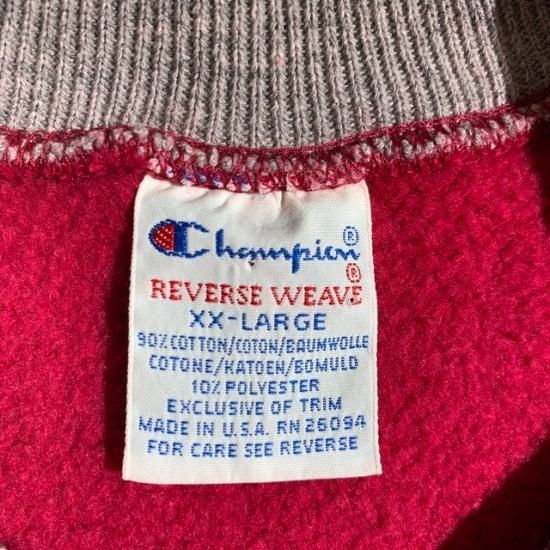 Champion®
REVERSE WEAVE®
XX-LARGE
90% COTTON/COTON/BAUMWOLLE
COTONE/KATOEN/BOMULD
10% POLYESTER
EXCLUSIVE OF TRIM
MADE IN U.S.A. RN 26094
FOR CARE SEE REVERSE